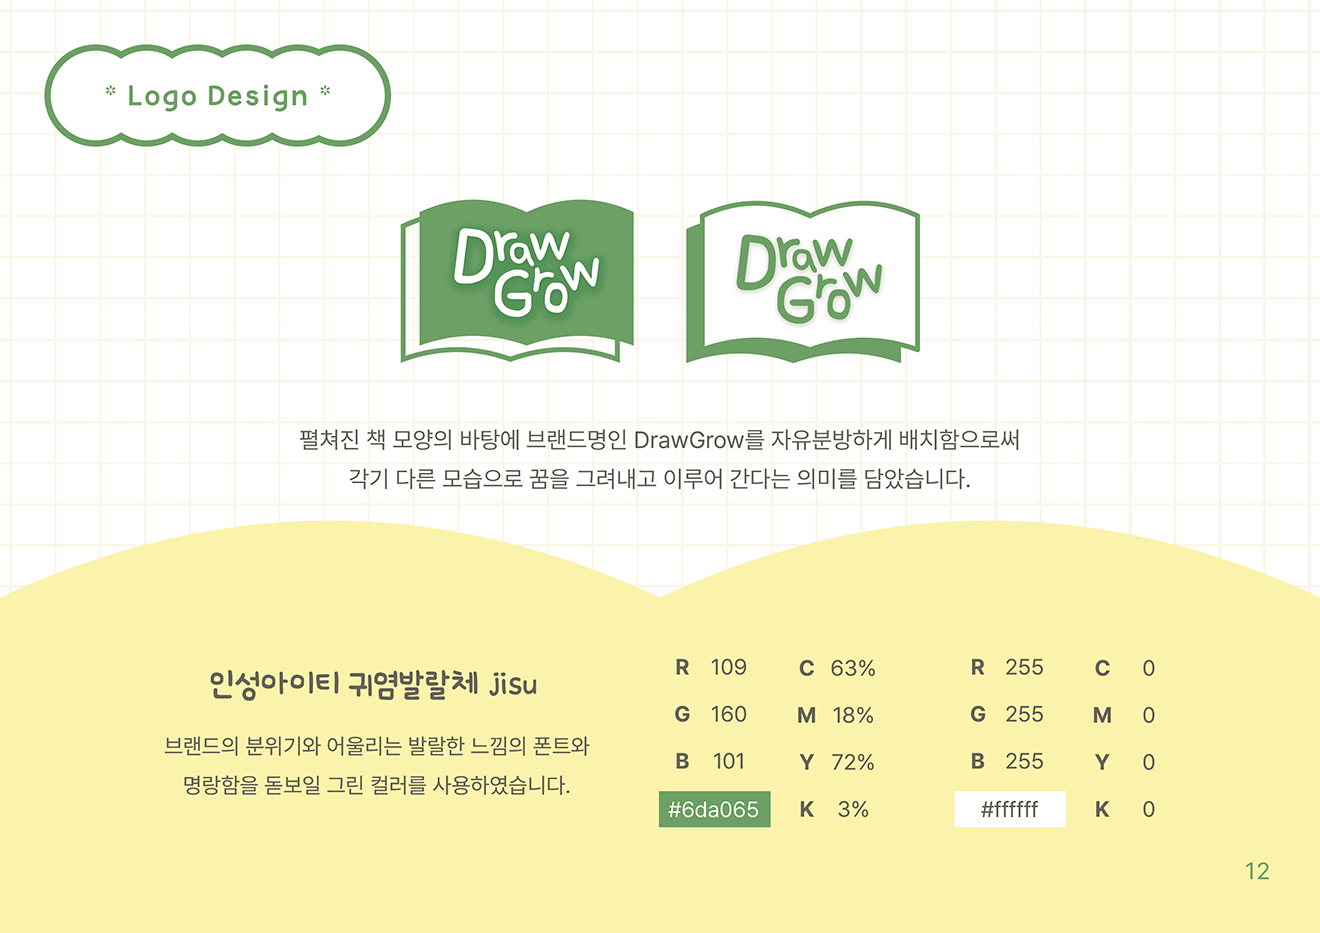 * Logo Design *
Draw
Grow
Draw
Grow
펼쳐진 책 모양의 바탕에 브랜드명인 DrawGrow를 자유분방하게 배치함으로써
각기 다른 모습으로 꿈을 그려내고 이루어 간다는 의미를 담았습니다.
인성아이티 귀염발랄체 jisu
브랜드의 분위기와 어울리는 발랄한 느낌의 폰트와
명랑함을 돋보일 그린 컬러를 사용하였습니다.
R 109 C 63%
G 160 M 18%
B 101 Y 72%
#6da065 K 3%
R 255 C 0
G 255 M 0
B 255 Y 0
#ffffff K 0
12